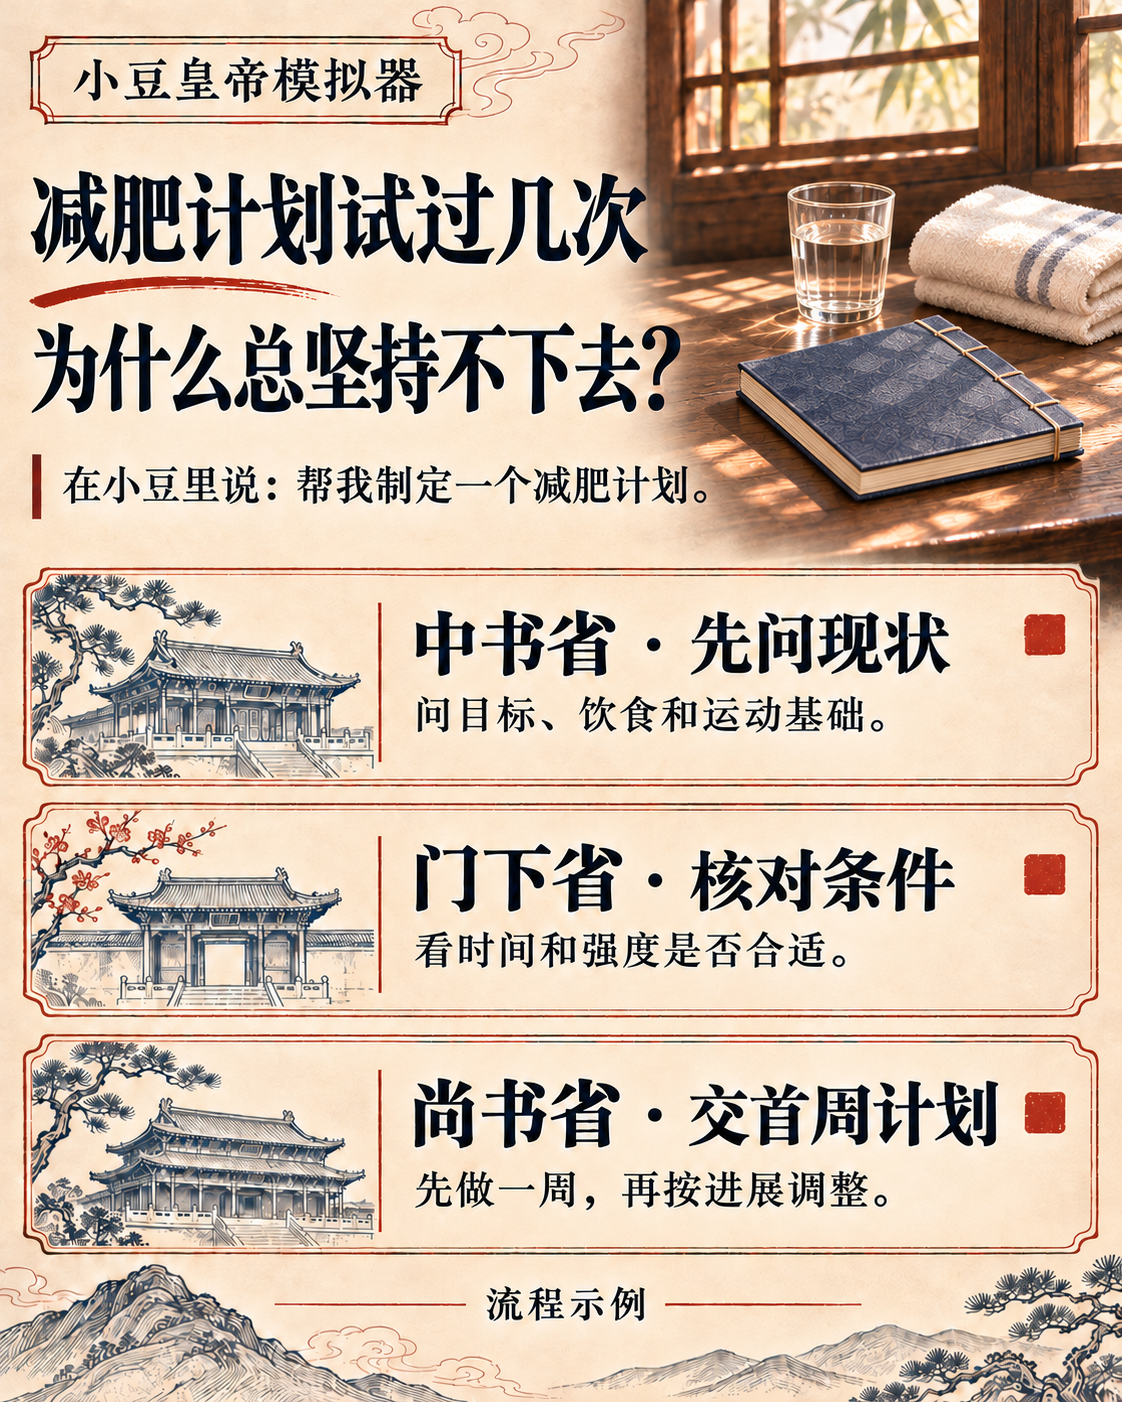 小豆皇帝模拟器
减肥计划试过几次
为什么总坚持不下去?
在小豆里说：帮我制定一个减肥计划。
中书省·先问现状
问目标、饮食和运动基础。
门下省·核对条件
看时间和强度是否合适。
尚书省·交首周计划
先做一周，再按进展调整。
流程示例